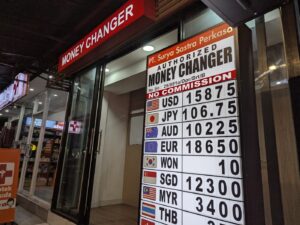 MONEY CHANGER
PT. Surya Sastra Perkasa
AUTHORIZED
MONEY CHANGER
NO COMMISSION
USD 15875
JPY 106.75
AUD 10225
EUR 18650
WON 10
SGD 12300
MYR 3400
THB